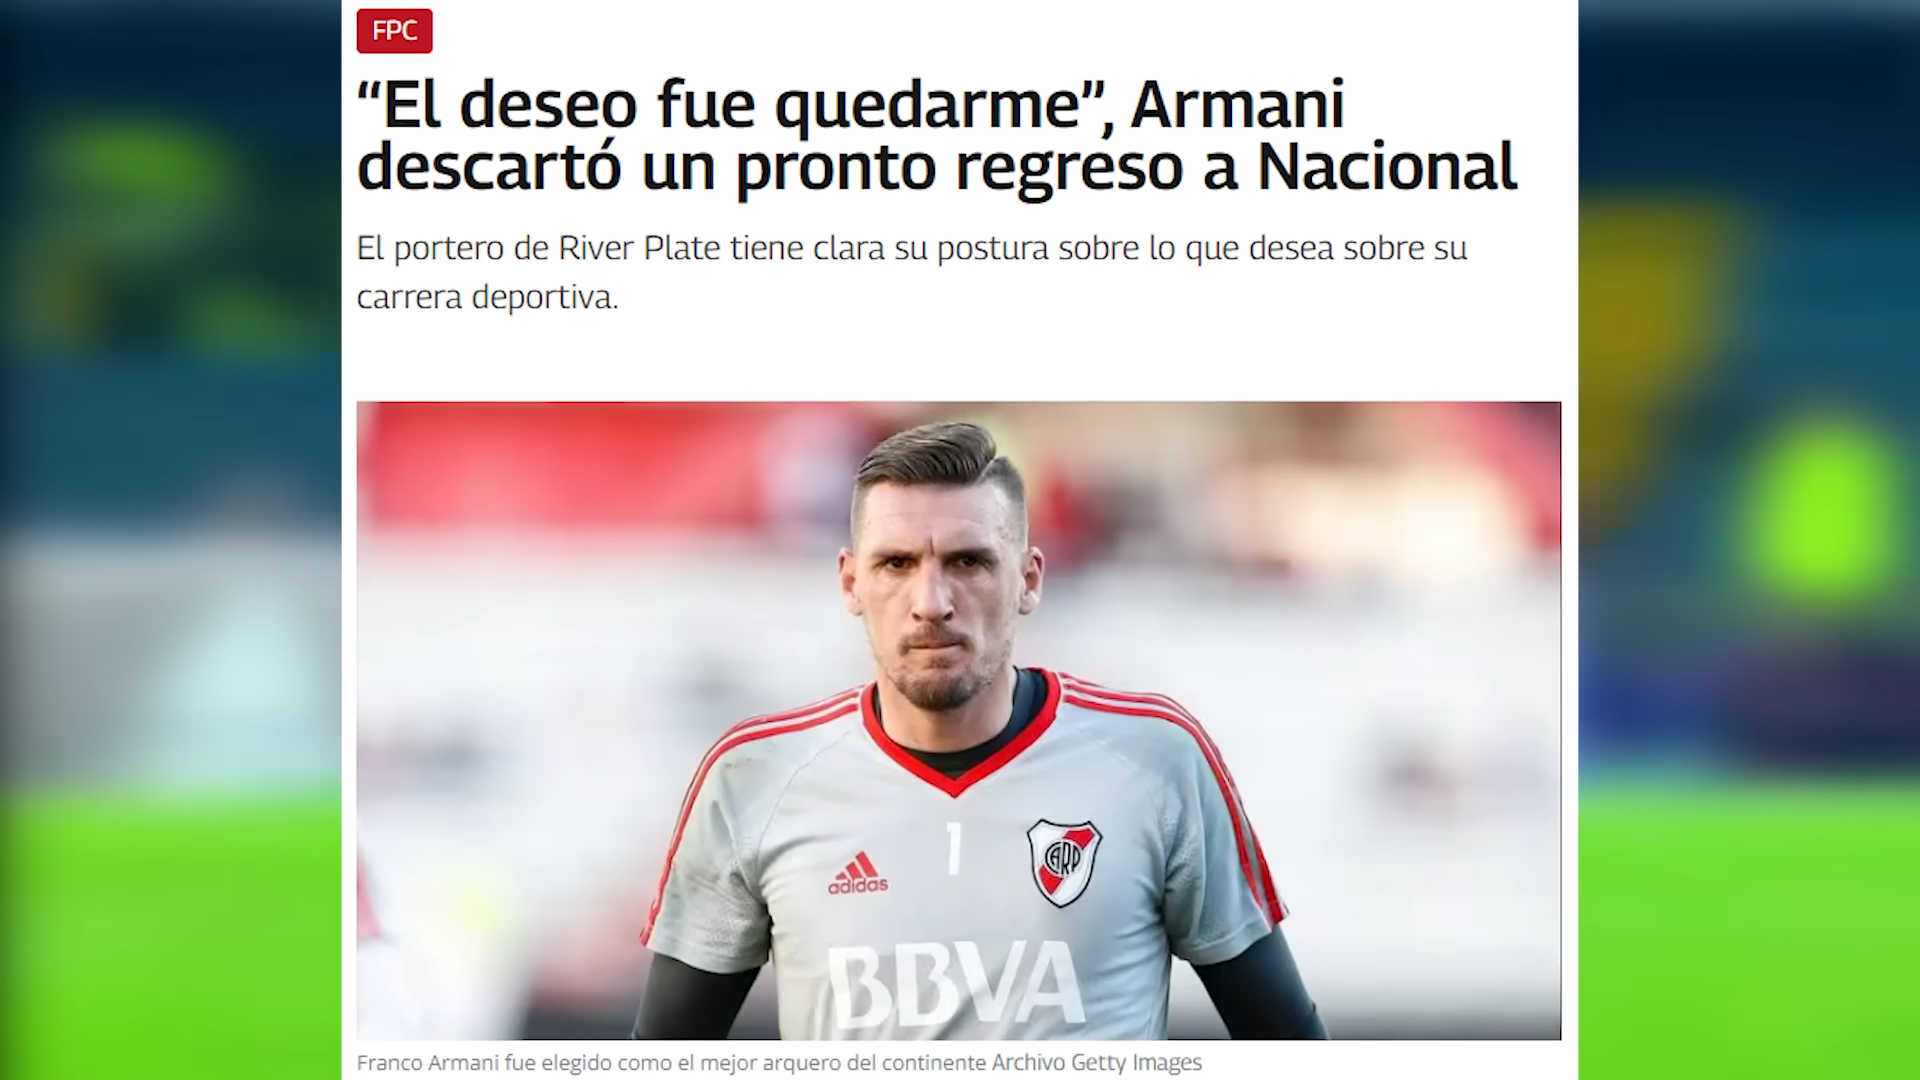 FPC
“El deseo fue quedarme”, Armani
descartó un pronto regreso a Nacional
El portero de River Plate tiene clara su postura sobre lo que desea sobre su
carrera deportiva.
1
adidas
CARP
BBVA
Franco Armani fue elegido como el mejor arquero del continente Archivo Getty Images